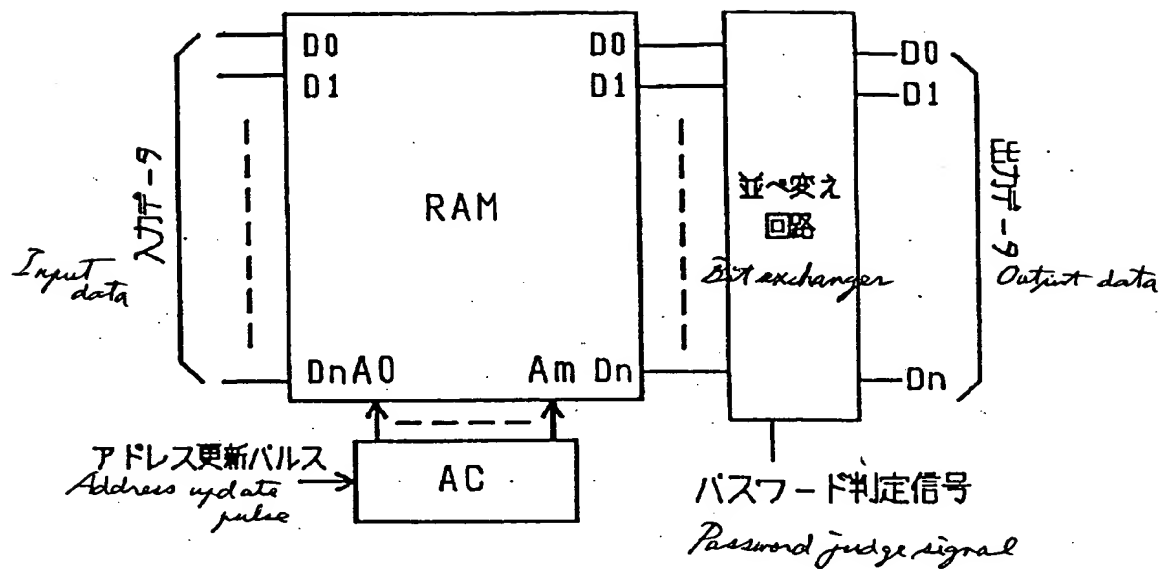 D0
D1
D0
D1
D0
D1
入力データ
Input
data
RAM
並べ変え
回路
Bit exchanger
出力データ
Output data
DnA0
Am Dn
Dn
アドレス更新パルス
Address update
pulse
AC
パスワード判定信号
Password judge signal